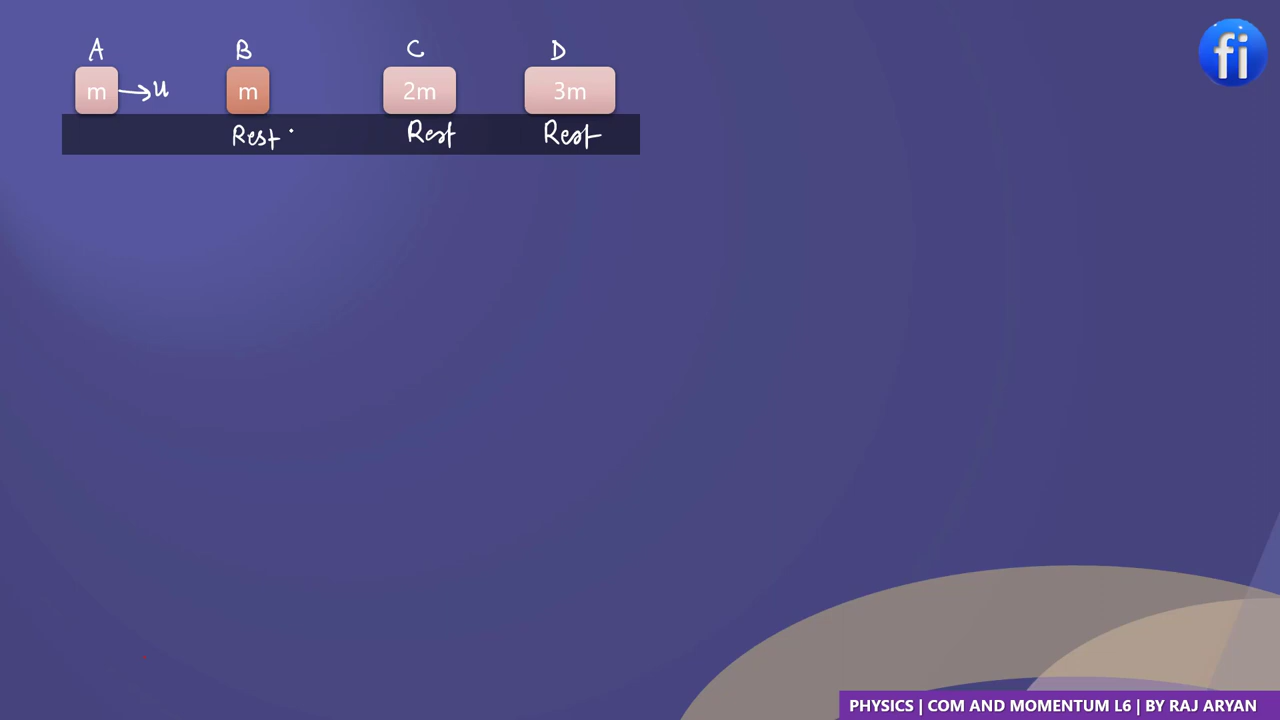 A B C D
m → u m 2m 3m
Rest Rest Rest
fi
PHYSICS | COM AND MOMENTUM L6 | BY RAJ ARYAN